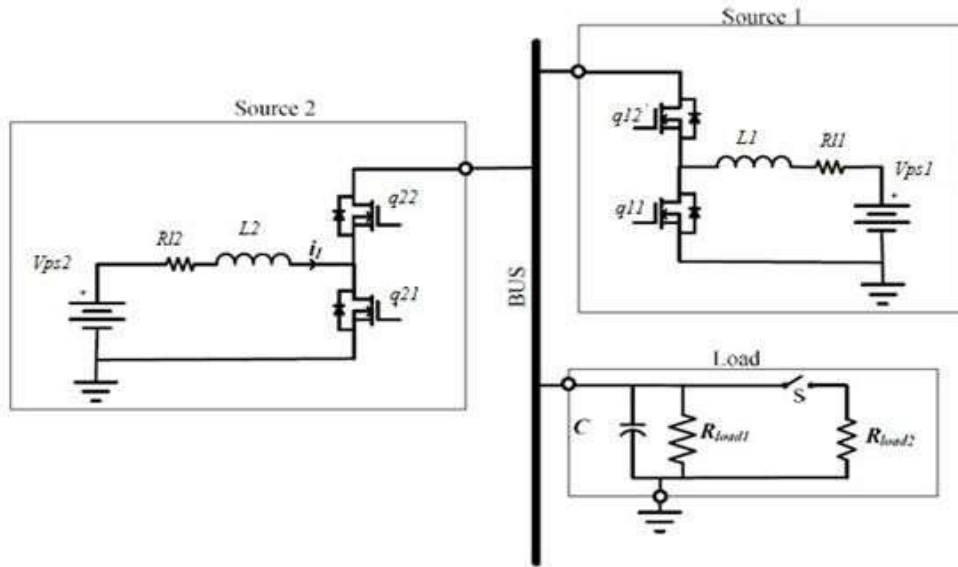 Source 1
Source 2
q12'
L1
Rl1
Vps1
q11
q22
L2
Rl2
i1
Vps2
q21
BUS
Load
C
Rload1
S
Rload2